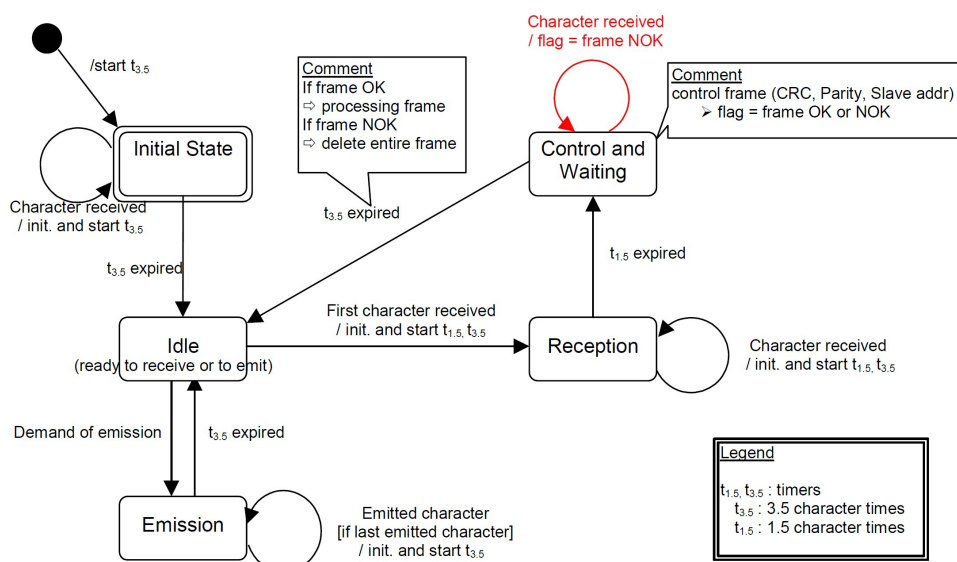 Character received
/ flag = frame NOK
/start t3.5
Comment
If frame OK
⇨ processing frame
If frame NOK
⇨ delete entire frame
Comment
control frame (CRC, Parity, Slave addr)
➢ flag = frame OK or NOK
Initial State
Control and
Waiting
Character received
/ init. and start t3.5
t3.5 expired
t3.5 expired
t1.5 expired
First character received
/ init. and start t1.5, t3.5
Idle
(ready to receive or to emit)
Reception
Character received
/ init. and start t1.5, t3.5
Demand of emission
t3.5 expired
Legend
t1.5, t3.5 : timers
t3.5 : 3.5 character times
t1.5 : 1.5 character times
Emission
Emitted character
[if last emitted character]
/ init. and start t3.5